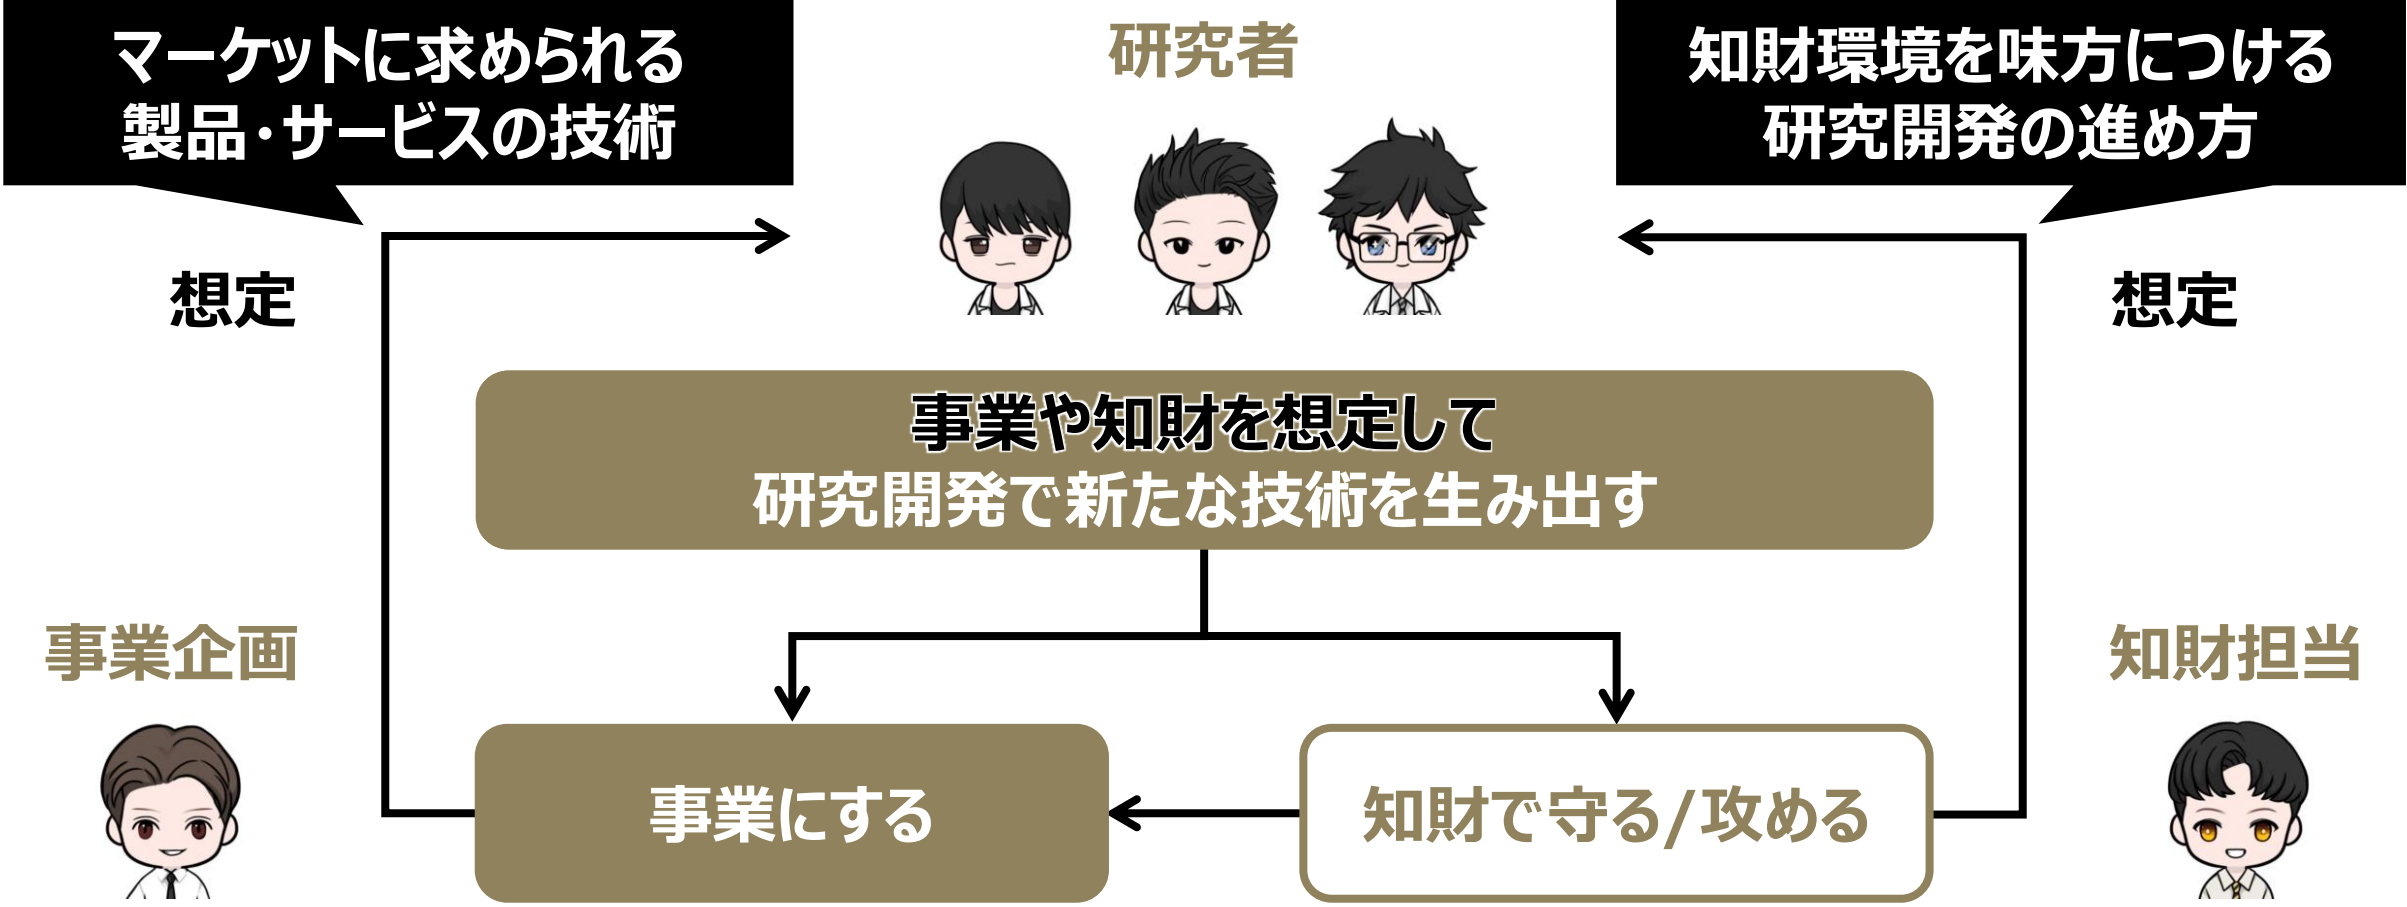 マーケットに求められる
製品・サービスの技術
研究者
知財環境を味方につける
研究開発の進め方
想定
想定
事業や知財を想定して
研究開発で新たな技術を生み出す
事業企画
知財担当
事業にする
知財で守る/攻める